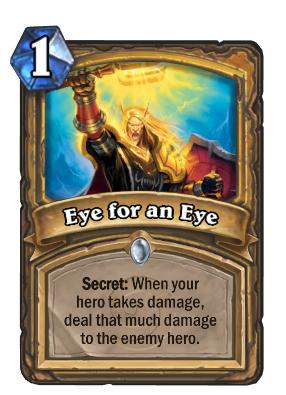 1
Eye for an Eye
Secret: When your
hero takes damage,
deal that much damage
to the enemy hero.